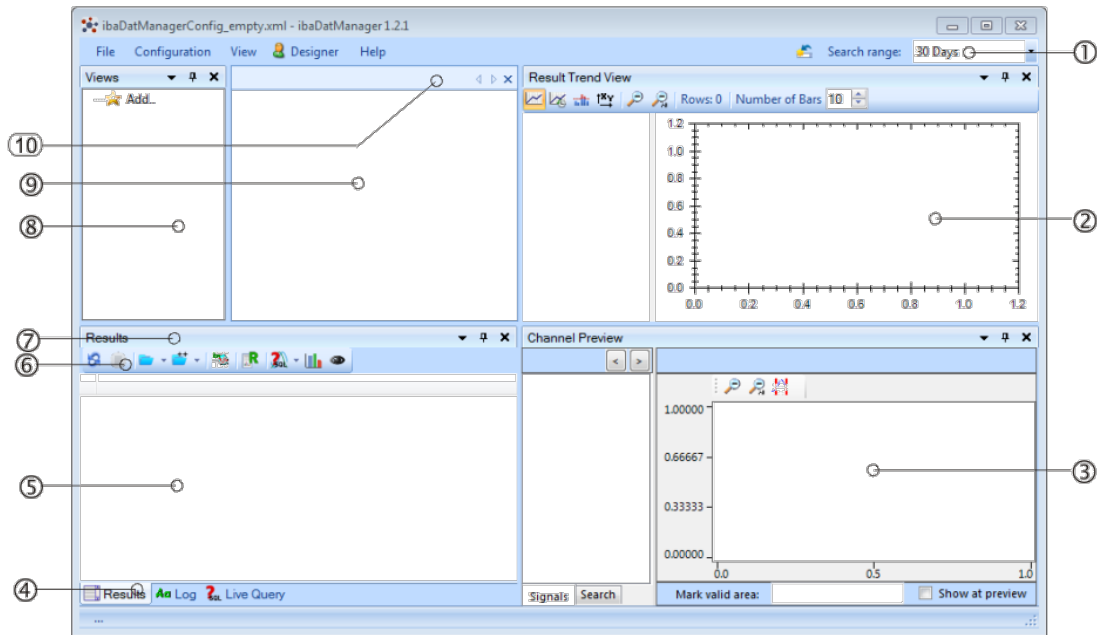 ibaDatManagerConfig_empty.xml - ibaDatManager 1.2.1
File Configuration View Designer Help Search range: 30 Days
1
Views
Result Trend View
Add...
Rows: 0 Number of Bars 10
10
1.2
1.0
0.8
0.6
0.4
0.2
0.0
0.0 0.2 0.4 0.6 0.8 1.0 1.2
9
8
2
7
Results
Channel Preview
6
SQL
< >
1.00000
0.66667
0.33333
0.00000
0.0 0.5 1.0
5
3
4
Results Aa Log SQL Live Query
Signals Search
Mark valid area: Show at preview
...